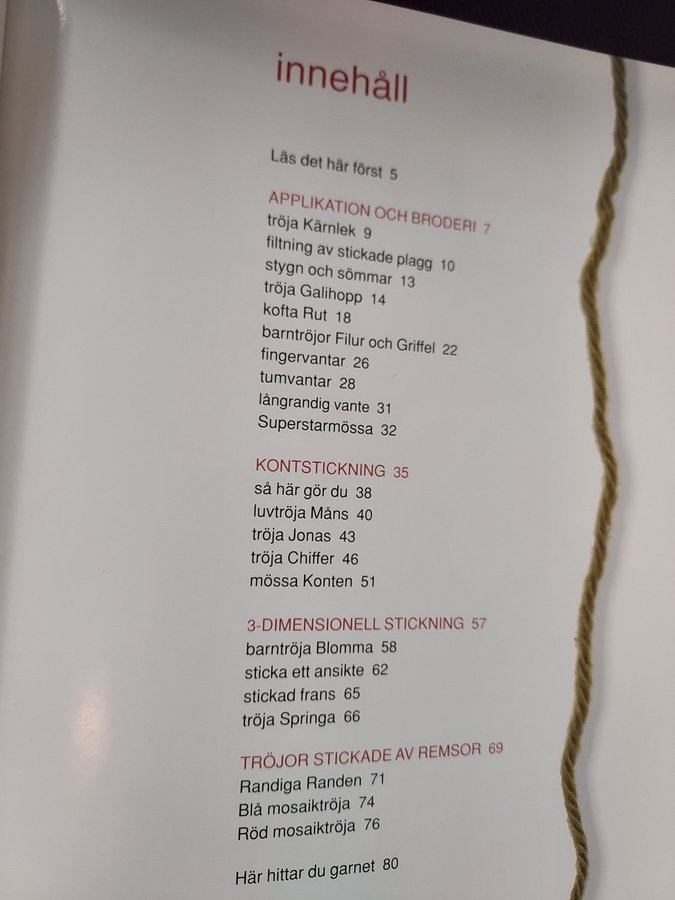 innehåll
Läs det här först 5
APPLIKATION OCH BRODERI 7
tröja Kärnlek 9
filtning av stickade plagg 10
stygn och sömmar 13
tröja Galihopp 14
kofta Rut 18
barntröjor Filur och Griffel 22
fingervantar 26
tumvantar 28
långrandig vante 31
Superstarmössa 32
KONTSTICKNING 35
så här gör du 38
luvtröja Måns 40
tröja Jonas 43
tröja Chiffer 46
mössa Konten 51
3-DIMENSIONELL STICKNING 57
barntröja Blomma 58
sticka ett ansikte 62
stickad frans 65
tröja Springa 66
TRÖJOR STICKADE AV REMSOR 69
Randiga Randen 71
Blå mosaiktröja 74
Röd mosaiktröja 76
Här hittar du garnet 80